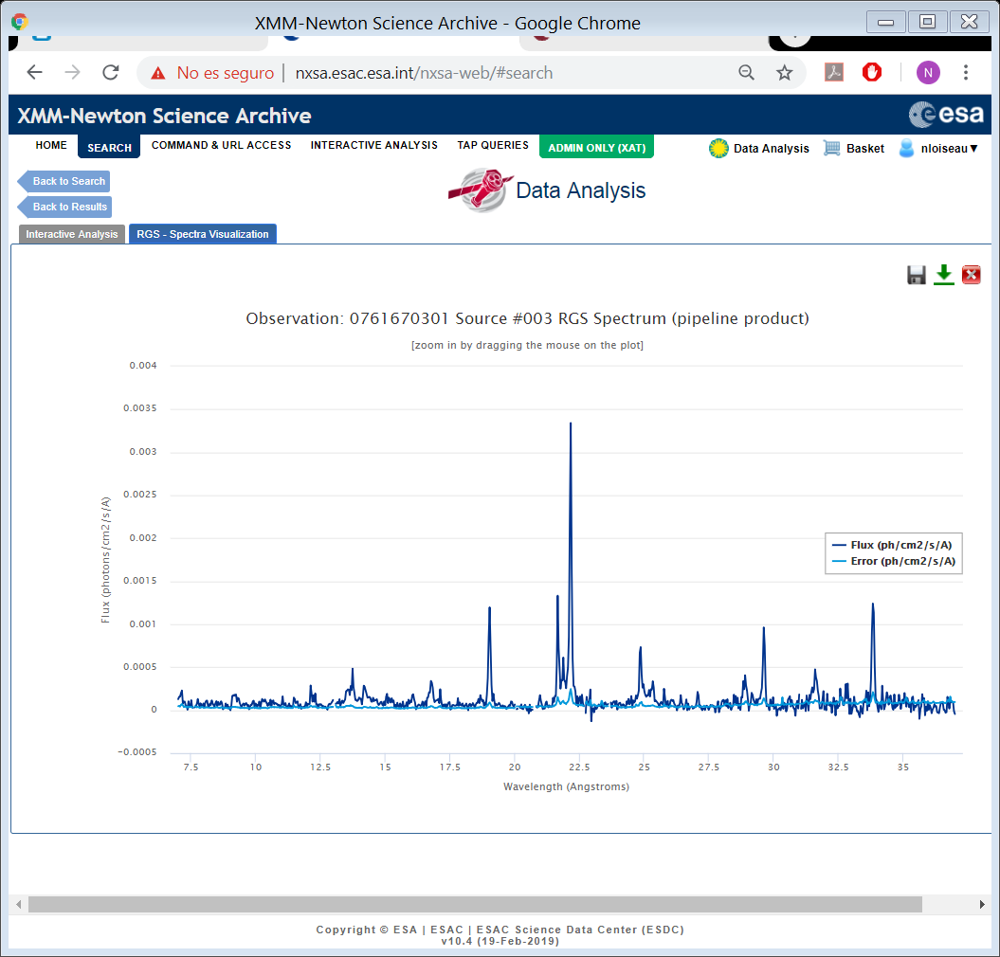 XMM-Newton Science Archive - Google Chrome
No es seguro | nxsa.esac.esa.int/nxsa-web/#search
N
XMM-Newton Science Archive
esa
HOME SEARCH COMMAND & URL ACCESS INTERACTIVE ANALYSIS TAP QUERIES ADMIN ONLY (XAT) Data Analysis Basket nloiseau▼
Back to Search
Data Analysis
Back to Results
Interactive Analysis RGS - Spectra Visualization
Observation: 0761670301 Source #003 RGS Spectrum (pipeline product)
[zoom in by dragging the mouse on the plot]
0.004
0.0035
0.003
0.0025
0.002
0.0015
0.001
0.0005
0
−0.0005
Flux (photons/cm2/s/A)
Flux (ph/cm2/s/A)
Error (ph/cm2/s/A)
7.5 10 12.5 15 17.5 20 22.5 25 27.5 30 32.5 35
Wavelength (Angstroms)
Copyright © ESA | ESAC | ESAC Science Data Center (ESDC)
v10.4 (19-Feb-2019)